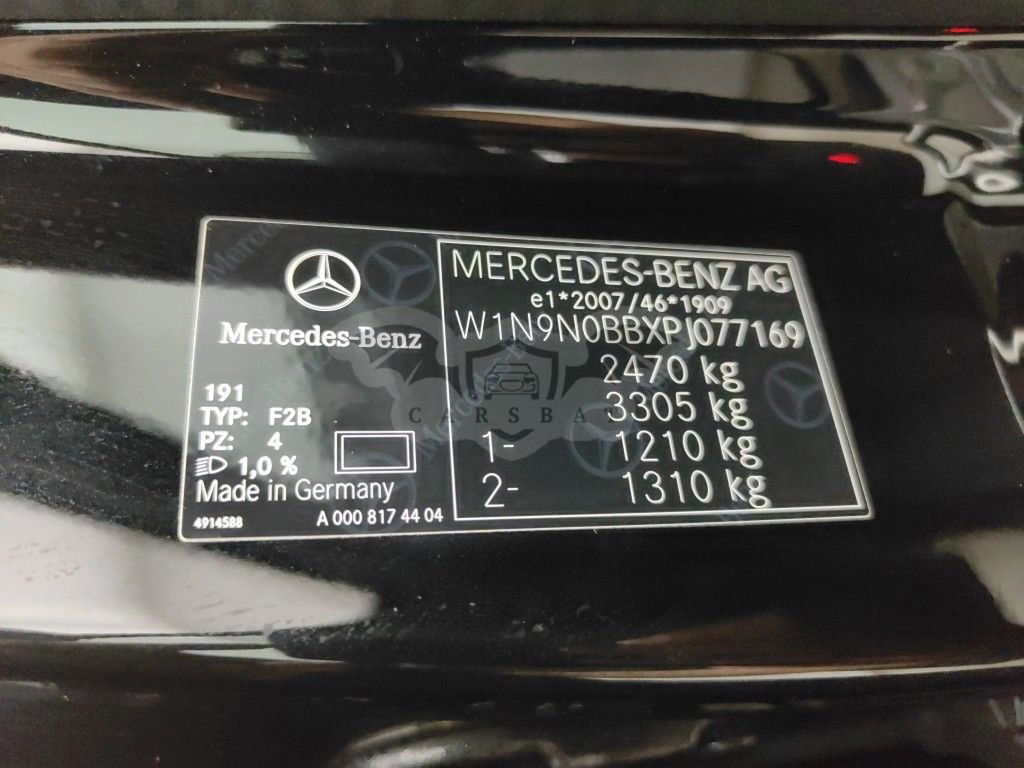 Mercedes-Benz
191
TYP: F2B
PZ: 4
1,0 %
Made in Germany
4914588
A 000 817 44 04
MERCEDES-BENZ AG
e1*2007/46*1909
W1N9N0BBXPJ077169
2470 kg
3305 kg
1- 1210 kg
2- 1310 kg
CARSBA